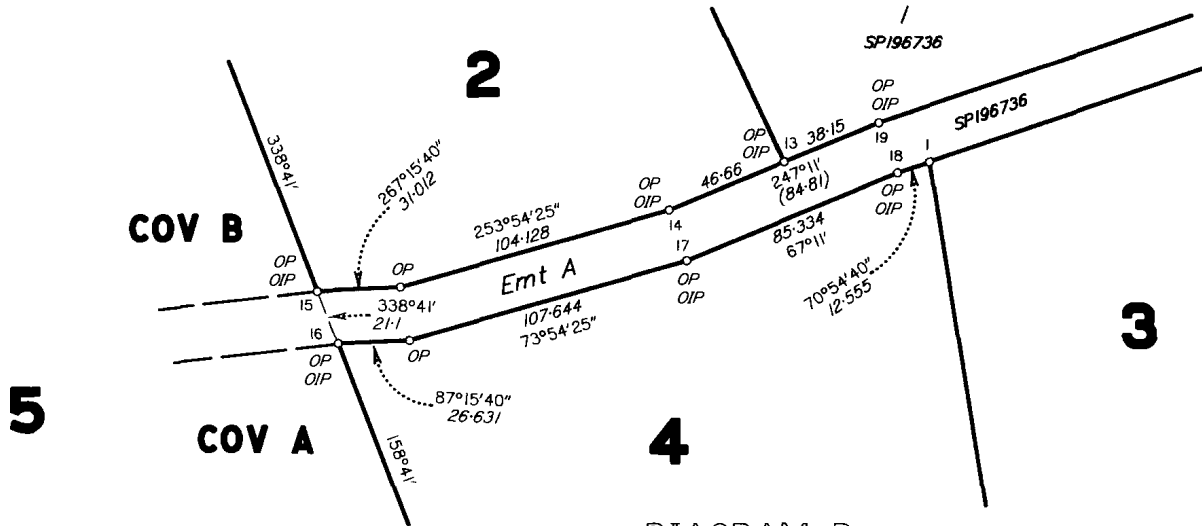 SP196736
2
OP
OIP
SP196736
338°41'
267°15'40"
31·012
OP
OIP
13
38·15
19
18
1
46·66
247°11'
(84·81)
OP
OIP
OP
OIP
COV B
253°54'25"
104·128
14
85·334
67°11'
17
OP
OIP
OP
OIP
OP
Emt A
70°54'40"
12·555
15
338°41'
21·1
107·644
73°54'25"
3
16
OP
OIP
OP
87°15'40"
26·631
5
COV A
158°41'
4